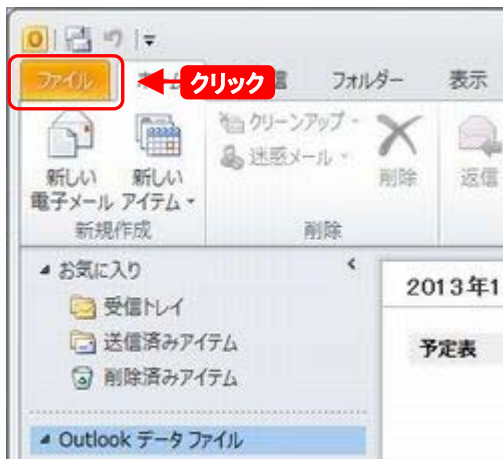 ファイル
クリック
フォルダー
表示
クリーンアップ
迷惑メール
新しい
電子メール
新しい
アイテム
削除
返信
新規作成
削除
お気に入り
受信トレイ
送信済みアイテム
削除済みアイテム
Outlook データ ファイル
2013年1
予定表